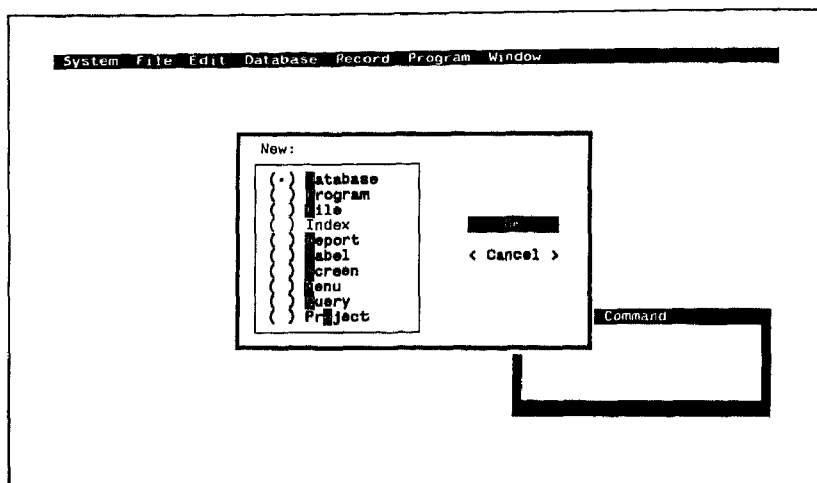 System File Edit Database Record Program Window
New:
(·) Database
( ) Program
( ) File
( ) Index
( ) Report
( ) Label
( ) Screen
( ) Menu
( ) Query
( ) Project
< Cancel >
Command